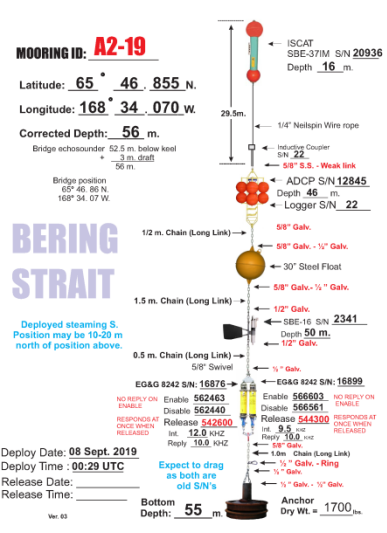 MOORING ID: A2-19
Latitude: 65 ° 46 . 855 N.
Longitude: 168 ° 34 . 070 W.
Corrected Depth: 56 m.
Bridge echosounder 52.5 m. below keel
+ 3 m. draft
56 m.
Bridge position
65° 46. 86 N.
168° 34. 07 W.
BERING
STRAIT
Deployed steaming S.
Position may be 10-20 m
north of position above.
ISCAT
SBE-37IM S/N 20936
Depth 16 m.
29.5m.
1/4" Neilspin Wire rope
Inductive Coupler
S/N 22
5/8" S.S. - Weak link
ADCP S/N 12845
Depth 46 m.
Logger S/N 22
5/8" Galv.
1/2 m. Chain (Long Link)
5/8" Galv. - ½" Galv.
30" Steel Float
5/8" Galv.- ½ " Galv.
1.5 m. Chain (Long Link)
1/2" Galv.
SBE-16 S/N 2341
Depth 50 m.
1/2" Galv.
0.5 m. Chain (Long Link)
5/8" Swivel
½ " Galv.
EG&G 8242 S/N: 16876
NO REPLY ON
ENABLE
Enable 562463
Disable 562440
RESPONDS AT
ONCE WHEN
RELEASED
Release 542600
Int. 12.0 KHZ
Reply 10.0 KHZ
EG&G 8242 S/N: 16899
Enable 566603
NO REPLY ON
ENABLE
Disable 566561
Release 544300
RESPONDS AT
ONCE WHEN
RELEASED
Int. 9.5 KHZ
Reply 10.0 KHZ
5/8" Galv.
1.0m Chain (Long Link)
½ " Galv. - Ring
½ " Galv.
½ " Galv. - ½" Galv.
Expect to drag
as both are
old S/N's
Deploy Date: 08 Sept. 2019
Deploy Time : 00:29 UTC
Release Date:
Release Time:
Ver. 03
Bottom
Depth: 55 m.
Anchor
Dry Wt. = 1700 lbs.